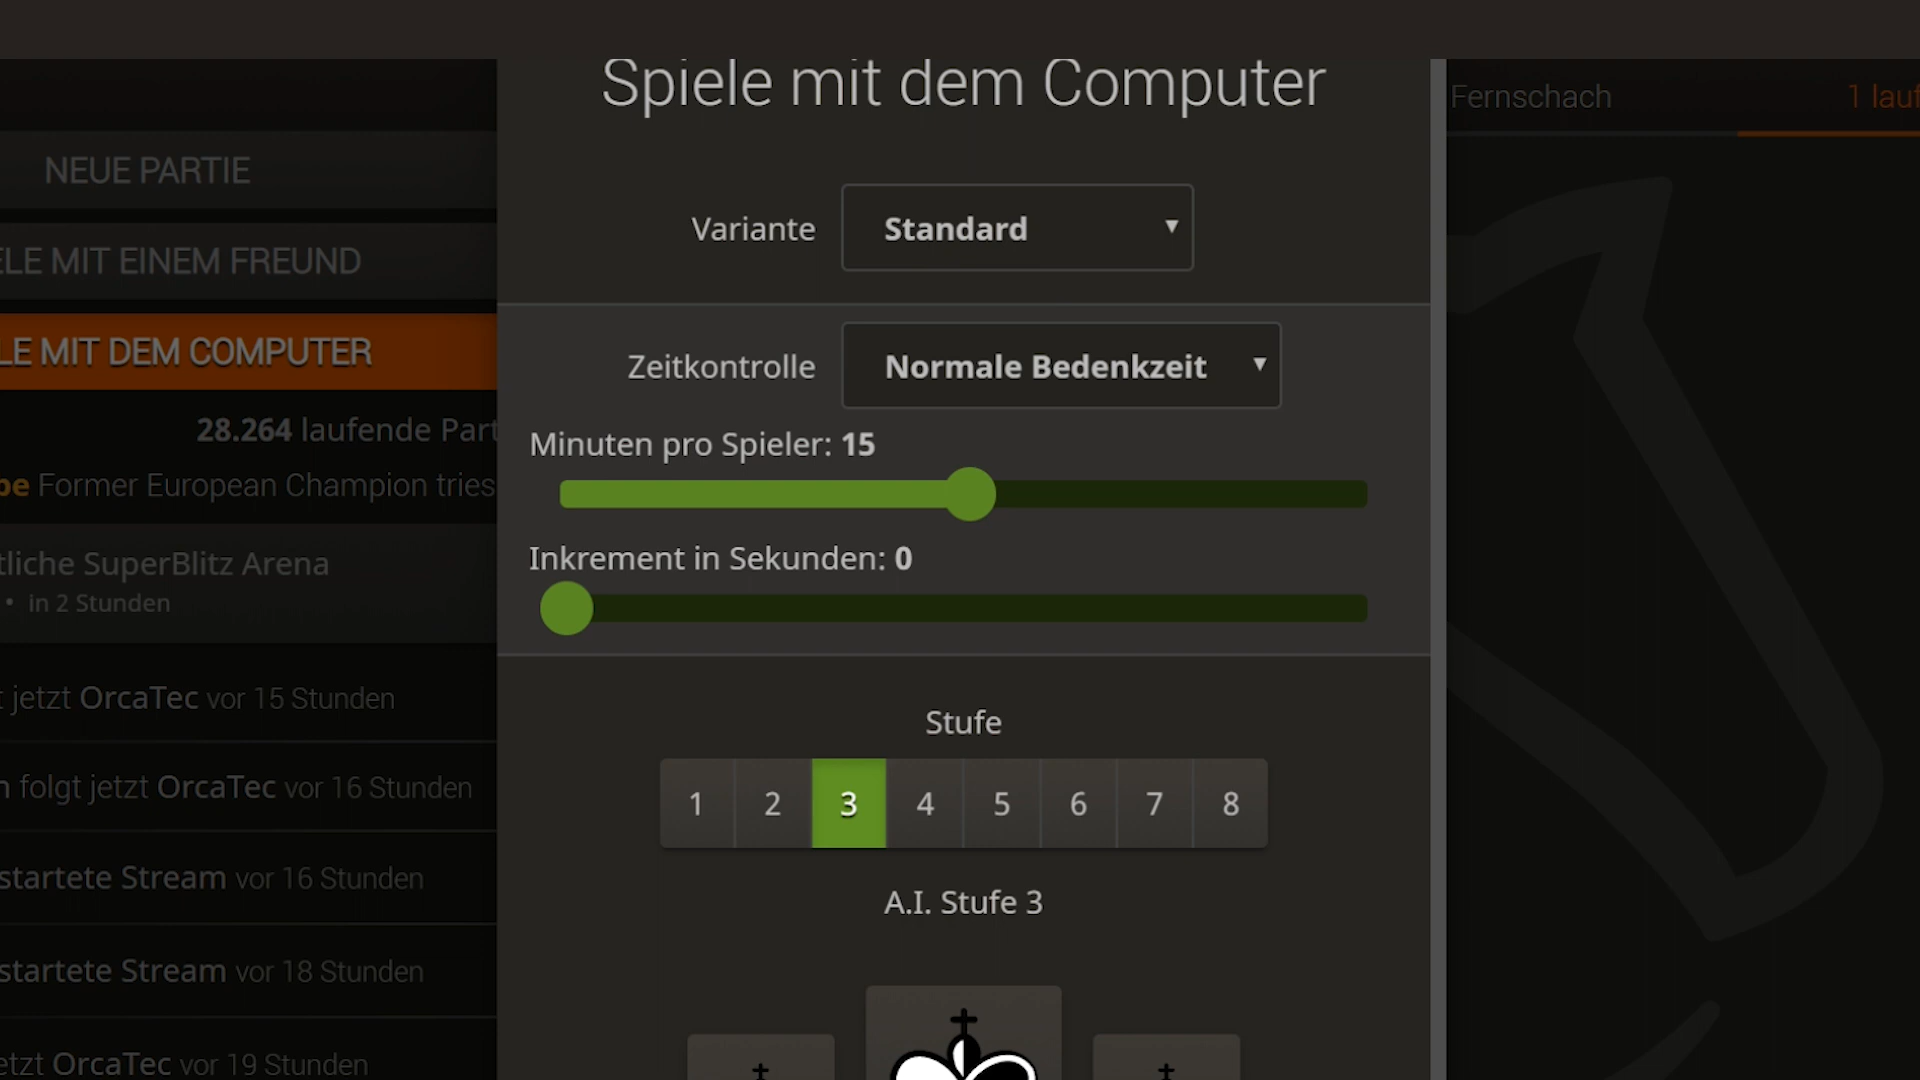 Spiele mit dem Computer
Fernschach
1 lauf
NEUE PARTIE
Variante Standard
ELE MIT EINEM FREUND
LE MIT DEM COMPUTER
Zeitkontrolle Normale Bedenkzeit
28.264 laufende Part
Minuten pro Spieler: 15
be Former European Champion tries
Inkrement in Sekunden: 0
tliche SuperBlitz Arena
• in 2 Stunden
t jetzt OrcaTec vor 15 Stunden
Stufe
n folgt jetzt OrcaTec vor 16 Stunden
1 2 3 4 5 6 7 8
startete Stream vor 16 Stunden
A.I. Stufe 3
startete Stream vor 18 Stunden
etzt OrcaTec vor 19 Stunden